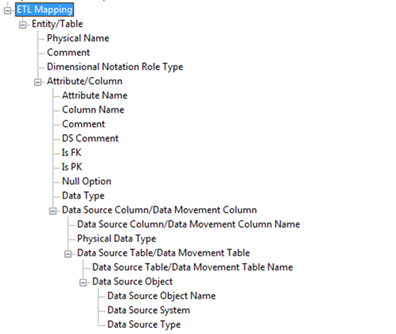 ETL Mapping
Entity/Table
Physical Name
Comment
Dimensional Notation Role Type
Attribute/Column
Attribute Name
Column Name
Comment
DS Comment
Is FK
Is PK
Null Option
Data Type
Data Source Column/Data Movement Column
Data Source Column/Data Movement Column Name
Physical Data Type
Data Source Table/Data Movement Table
Data Source Table/Data Movement Table Name
Data Source Object
Data Source Object Name
Data Source System
Data Source Type